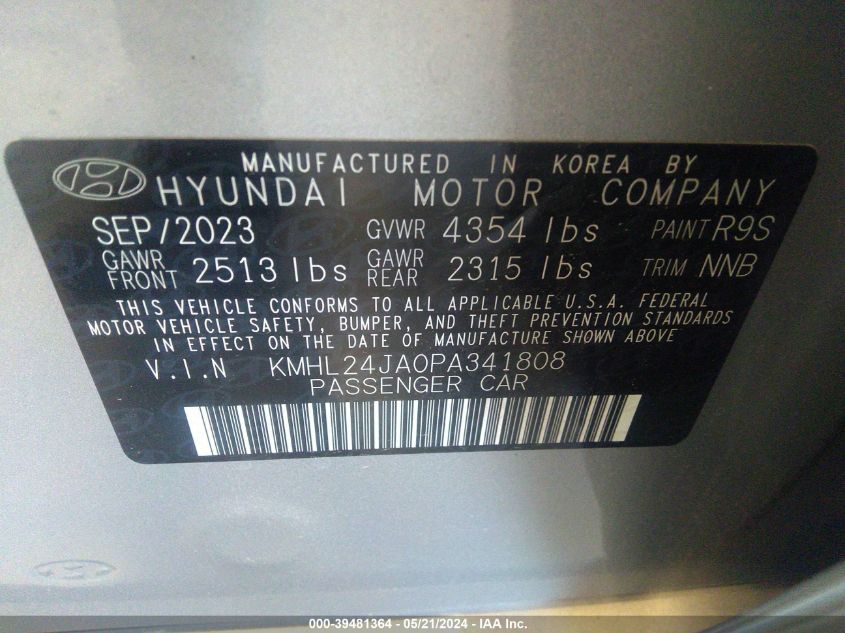 MANUFACTURED IN KOREA BY
HYUNDAI MOTOR COMPANY
SEP/2023 GVWR 4354 lbs PAINT R9S
GAWR FRONT 2513 lbs GAWR REAR 2315 lbs TRIM NNB
THIS VEHICLE CONFORMS TO ALL APPLICABLE U.S.A. FEDERAL
MOTOR VEHICLE SAFETY, BUMPER, AND THEFT PREVENTION STANDARDS
IN EFFECT ON THE DATE OF MANUFACTURE SHOWN ABOVE
V.I.N KMHL24JA0PA341808
PASSENGER CAR
000-39481364 - 05/21/2024 - IAA Inc.